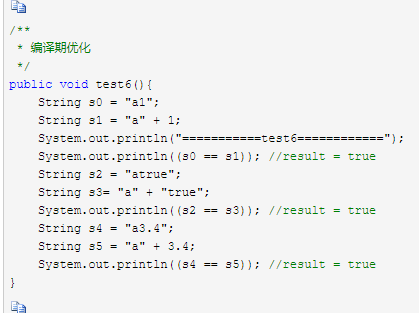 /**
 * 编译期优化
 */
public void test6(){
    String s0 = "a1";
    String s1 = "a" + 1;
    System.out.println("===========test6============");
    System.out.println((s0 == s1)); //result = true
    String s2 = "atrue";
    String s3= "a" + "true";
    System.out.println((s2 == s3)); //result = true
    String s4 = "a3.4";
    String s5 = "a" + 3.4;
    System.out.println((s4 == s5)); //result = true
}